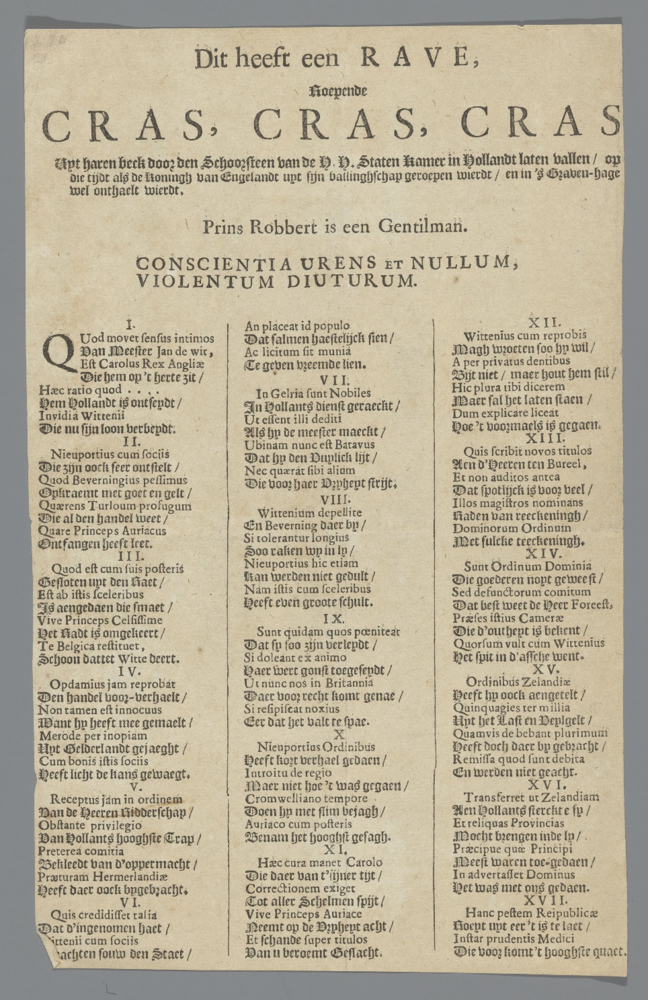 Dit heeft een RAVE,
Roepende
CRAS, CRAS, CRAS
Uyt haren beck door den Schoorsteen van de H. H. Staten Kamer in Hollandt laten vallen / op
die tijdt als de Koningh van Engelandt uyt sijn ballinghschap geroepen wierdt / en in 's Graven-hage
wel onthaelt wierdt.
Prins Robbert is een Gentilman.
CONSCIENTIA URENS ET NULLUM,
VIOLENTUM DIUTURUM.
I.
QUod movet sensus intimos
Van Meester Jan de wit,
Est Carolus Rex Angliæ
Die hem op 't herte zit /
Hæc ratio quod . . . .
Hem Hollandt is ontseydt /
Invidia Wittenii
Die nu sijn loon verbeydt.
II.
Nieuportius cum sociis
Die zijn oock seer ontstelt /
Quod Beverningius pessimus
Opkraemt met goet en gelt /
Quærens Turloum profugum
Die al den handel weet /
Quare Princeps Auriacus
Ontfangen heeft leet.
III.
Quod est cum suis posteris
Gesloten uyt den Raet /
Est ab istis sceleribus
Is aengedaen die smaet /
Vive Princeps Celsissime
Het Radt is omgekeert /
Te Belgica restituet,
Schoon dattet Witte deert.
IV.
Opdamius jam reprobat
Den handel voor-verhaelt /
Non tamen est innocuus
Want hy heeft mee gemaelt /
Merode per inopiam
Uyt Gelderlandt gejaeght /
Cum bonis istis sociis
Heeft licht de kans gewaegt.
V.
Receptus jam in ordinem
Van de Heeren Ridderschap /
Obstante privilegio
Van Hollants hooghste Trap /
Preterea comitia
Bekleedt van d'oppermacht /
Præturam Hermerlandiæ
Heeft daer oock bygebracht.
VI.
Quis credidisset talia
Dat d'ingenomen haet /
ittenii cum sociis
achten souw den Staet /
An placeat id populo
Dat salmen haestelijck sien /
Ac licitum sit munia
Te geven vreemde lien.
VII.
In Gelria sunt Nobiles
In Hollants dienst geraeckt /
Ut essent illi dediti
Als hy de meester maeckt /
Ubinam nunc est Batavus
Dat hy den Duylick lijt /
Nec quærat sibi alium
Die voor haer Vryheyt strijt.
VIII.
Wittenium depellite
En Beverning daer by /
Si tolerantur longius
Soo raken wy in ly /
Nieuportius hic etiam
Kan werden niet gedult /
Nam istis cum sceleribus
Heeft even groote schult.
IX.
Sunt quidam quos pœniteat
Dat sy soo zijn verleydt /
Si doleant ex animo
Haer wert gonst toegeseydt /
Ut nunc nos in Britannia
Daer voor recht komt genae /
Si resipiscat noxius
Eer dat het valt te spae.
X
Nieuportius Ordinibus
Heeft kort verhael gedaen /
Introitu de regio
Maer niet hoe 't was gegaen /
Cromwelliano tempore
Doen hy met slim bejagh /
Auriaco cum posteris
Benam het hooghst gesagh.
XI.
Hæc cura manet Carolo
Die daer van t'sijner tijt /
Correctionem exiget
Tot aller Schelmen spijt /
Vive Princeps Auriace
Neemt op de Vryheyt acht /
Et schande super titulos
Van u beroemt Geslacht.
XII.
Wittenius cum reprobis
Magh wroeten soo hy wil /
A per privatus dentibus
Bijt niet / maer hout hem stil /
Hic plura tibi dicerem
Maer sal het laten staen /
Dum explicare liceat
Hoe 't voormaels is gegaen.
XIII.
Quis scribit novos titulos
Aen d'Heeren ten Bureel,
Et non auditos antea
Dat spotlijck is voor veel /
Illos magistros nominans
Raden van reeckeningh /
Dominorum Ordinum
Met sulcke teeckeningh.
XIV.
Sunt Ordinum Dominia
Die goederen noyt geweest /
Sed defunctorum comitum
Dat best weet de Heer Foreest,
Præses istius Cameræ
Die d'outheyt is bekent /
Quorsum vult cum Wittenius
Het spit in d'assche went.
XV.
Ordinibus Zelandiæ
Heeft hy oock aengetelt /
Quinquagies ter millia
Uyt het Last en Veylgelt /
Quamvis debebant plurimum
Heeft doch daer by gebracht /
Remissa quod sunt debita
En werden niet geacht.
XVI.
Transferret ut Zelandiam
Aen Hollants sterckte sy /
Et reliquas Provincias
Mocht brengen inde ly /
Præcipue quæ Principi
Meest waren toe-gedaen /
In advertasset Dominus
Het was met ons gedaen.
XVII.
Hanc pestem Reipublicæ
Roeyt uyt eer 't is te laet /
Instar prudentis Medici
Die voor komt 't hooghste quaet.